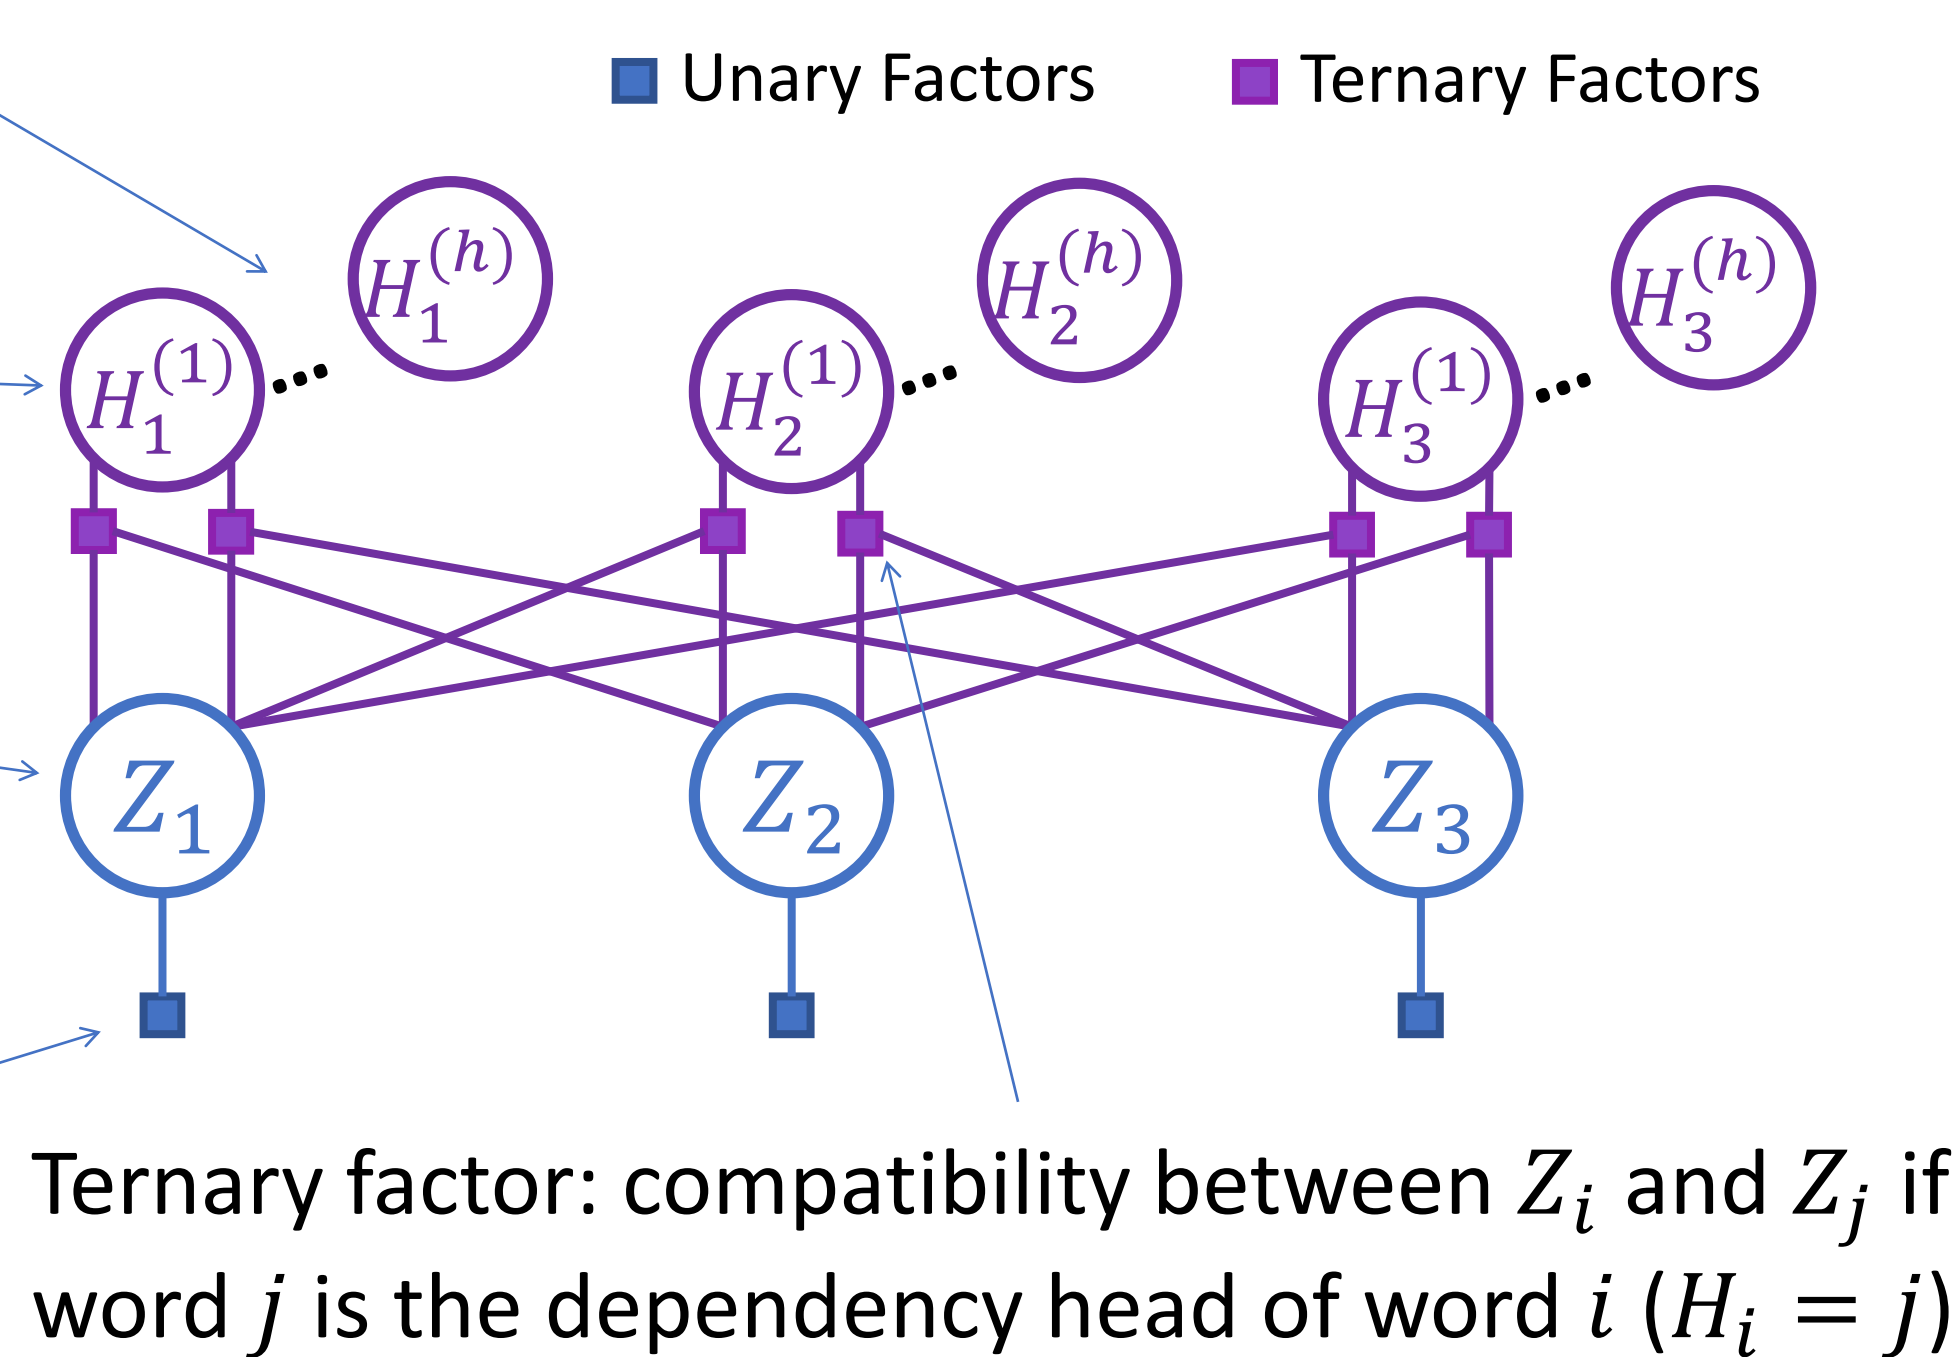 Unary Factors Ternary Factors
H_1^{(h)} H_2^{(h)} H_3^{(h)}
H_1^{(1)} H_2^{(1)} H_3^{(1)}
Z_1 Z_2 Z_3
Ternary factor: compatibility between Z_i and Z_j if
word j is the dependency head of word i (H_i = j)